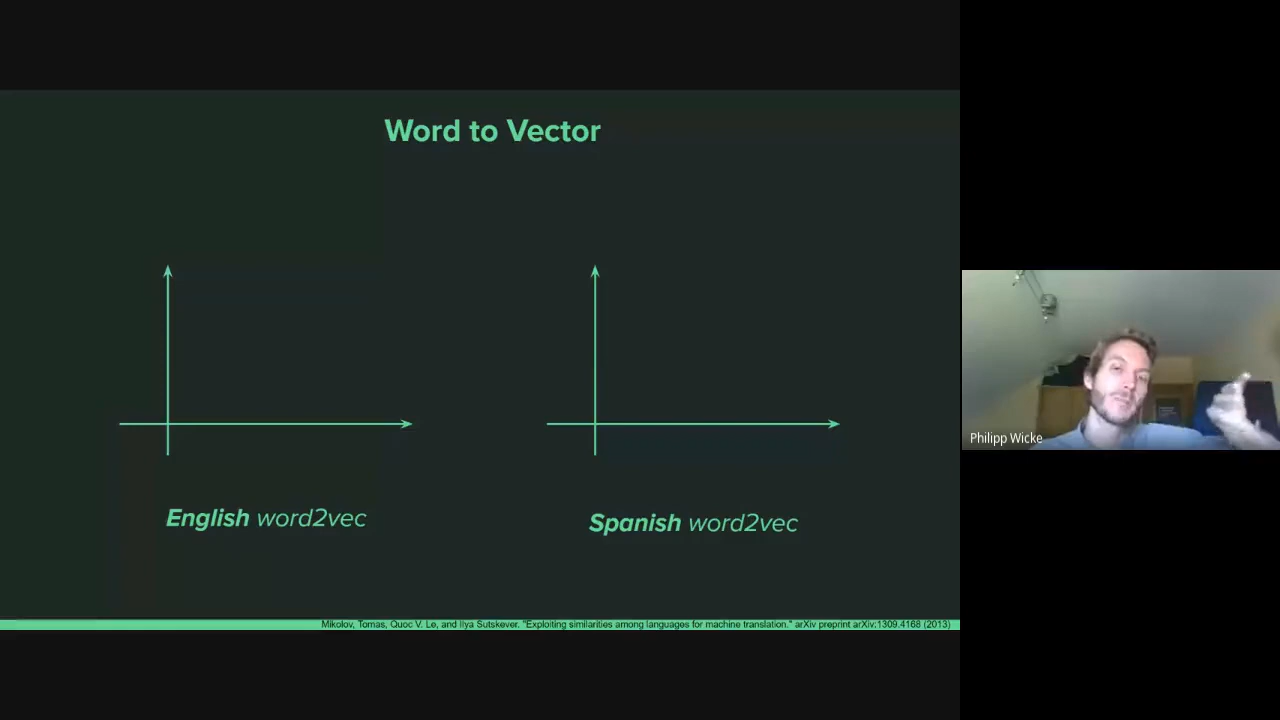 Word to Vector
English word2vec
Spanish word2vec
Mikolov, Tomas, Quoc V. Le, and Ilya Sutskever. "Exploiting similarities among languages for machine translation." arXiv preprint arXiv:1309.4168 (2013)
Philipp Wicke